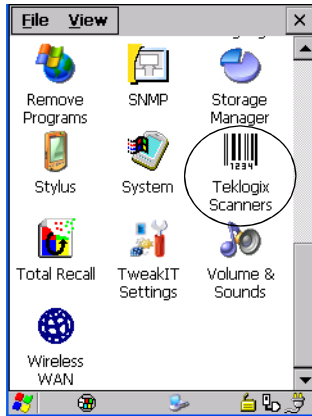 File View
Remove Programs
SNMP
Storage Manager
Stylus
System
1234
Teklogix Scanners
Total Recall
TweakIT Settings
Volume & Sounds
Wireless WAN